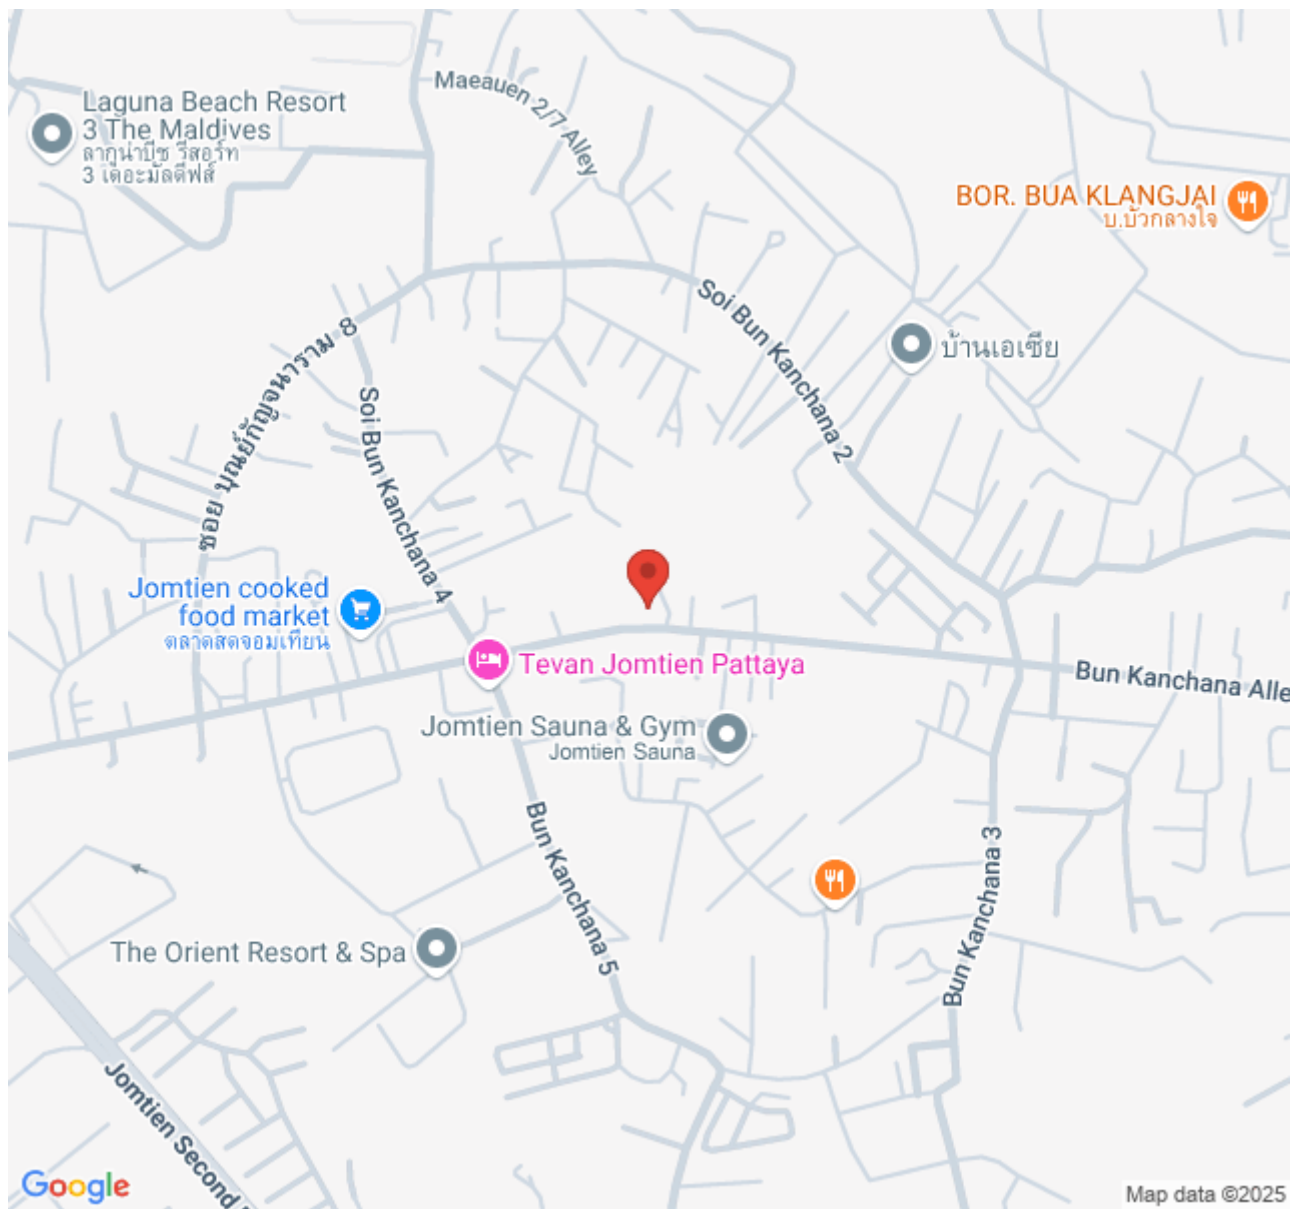 Maeauen 2/7 Alley
Laguna Beach Resort
3 The Maldives
ลากูน่าบีช รีสอร์ท
3 เดอะมัลดีฟส์
BOR. BUA KLANGJAI
บ.บัวกลางใจ
Soi Bun Kanchana 2
บ้านเอเซีย
ซอย บุณย์กัญจนาราม 8
Soi Bun Kanchana 4
Jomtien cooked
food market
ตลาดสดจอมเทียน
Tevan Jomtien Pattaya
Bun Kanchana Alle
Jomtien Sauna & Gym
Jomtien Sauna
Bun Kanchana 5
Bun Kanchana 3
The Orient Resort & Spa
Jomtien Second
Google
Map data ©2025